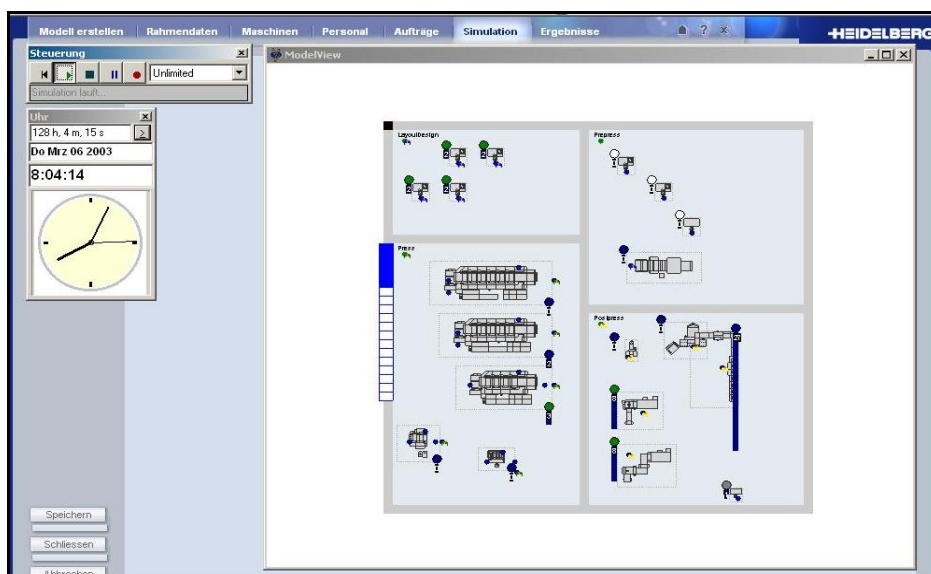 Modell erstellen Rahmendaten Maschinen Personal Aufträge Simulation Ergebnisse ? × HEIDELBERG
Steuerung
Unlimited
Simulation läuft...
Uhr
128 h, 4 m, 15 s >
Do Mrz 06 2003
8:04:14
ModelView
LayoutDesign
Prepress
Press
Postpress
Speichern
Schliessen
Abbrechen